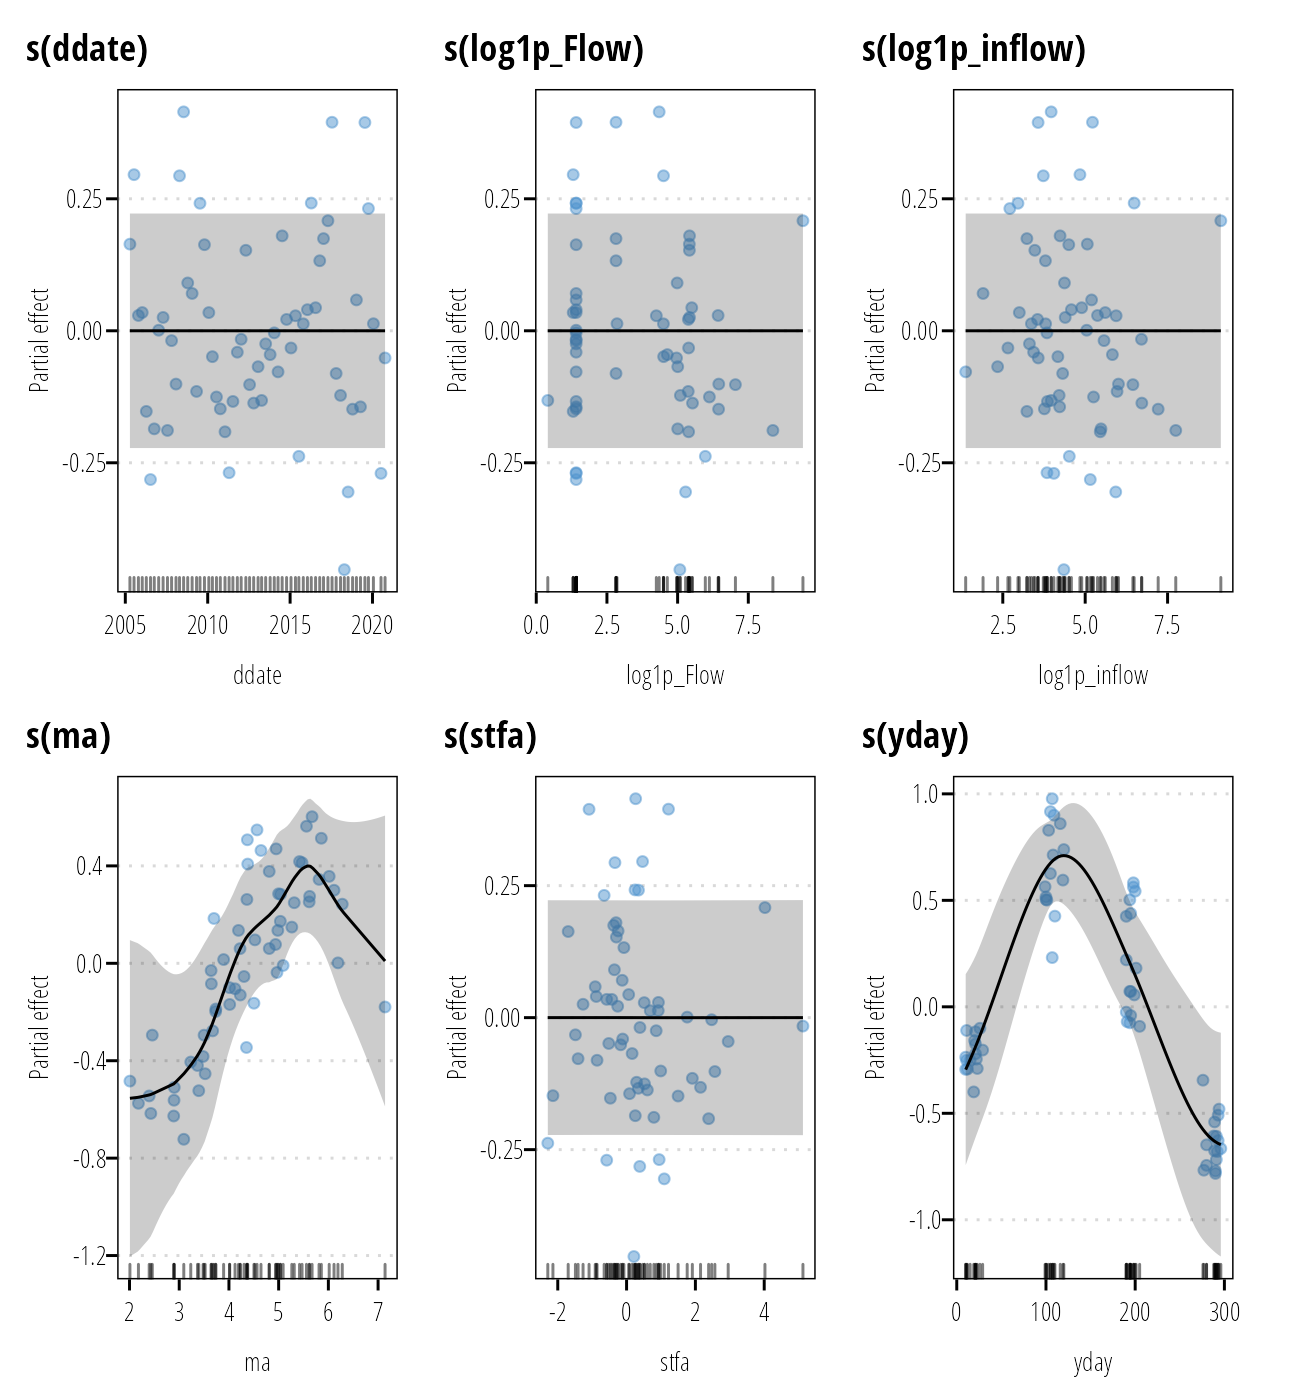 s(ddate)
s(log1p_Flow)
s(log1p_inflow)
Partial effect
0.25
0.00
-0.25
2005 2010 2015 2020
ddate
Partial effect
0.25
0.00
-0.25
0.0 2.5 5.0 7.5
log1p_Flow
Partial effect
0.25
0.00
-0.25
2.5 5.0 7.5
log1p_inflow
s(ma)
s(stfa)
s(yday)
Partial effect
0.4
0.0
-0.4
-0.8
-1.2
2 3 4 5 6 7
ma
Partial effect
0.25
0.00
-0.25
-2 0 2 4
stfa
Partial effect
1.0
0.5
0.0
-0.5
-1.0
0 100 200 300
yday